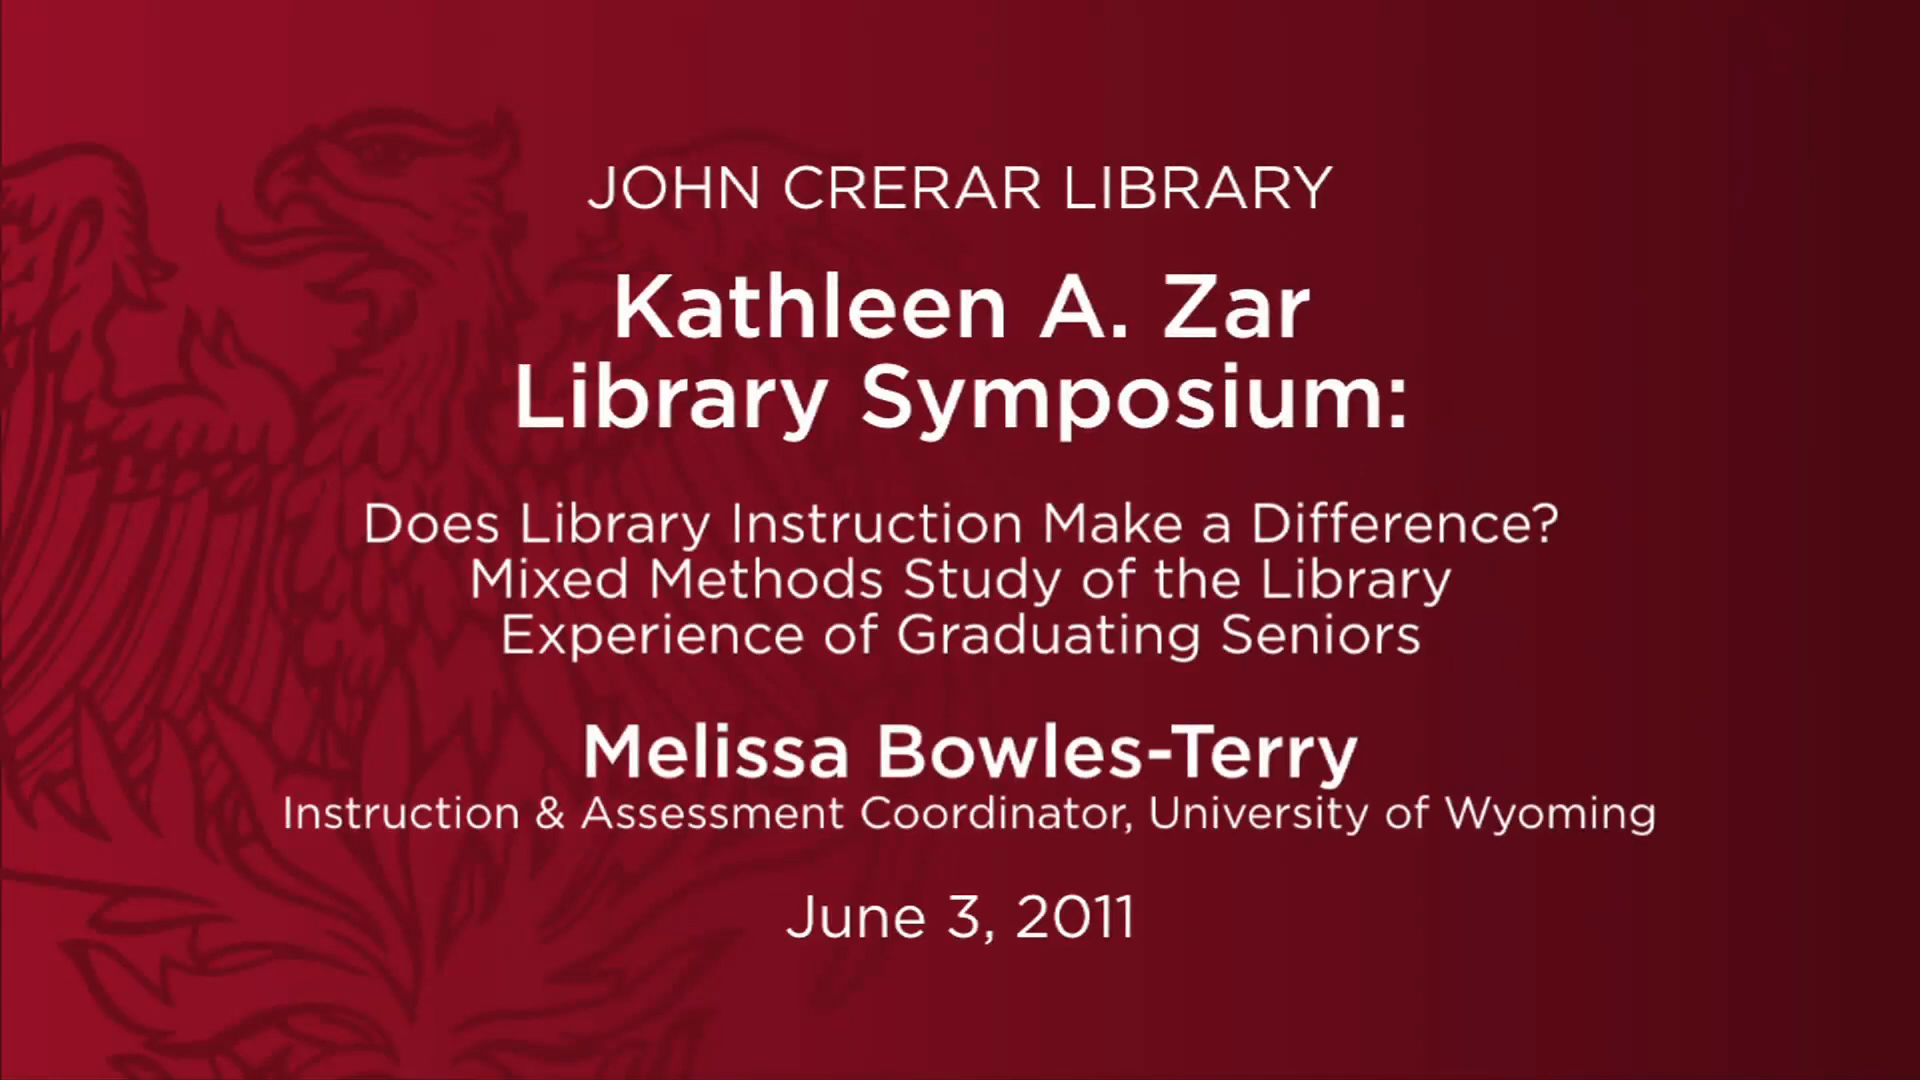 JOHN CRERAR LIBRARY
Kathleen A. Zar
Library Symposium:
Does Library Instruction Make a Difference?
Mixed Methods Study of the Library
Experience of Graduating Seniors
Melissa Bowles-Terry
Instruction & Assessment Coordinator, University of Wyoming
June 3, 2011